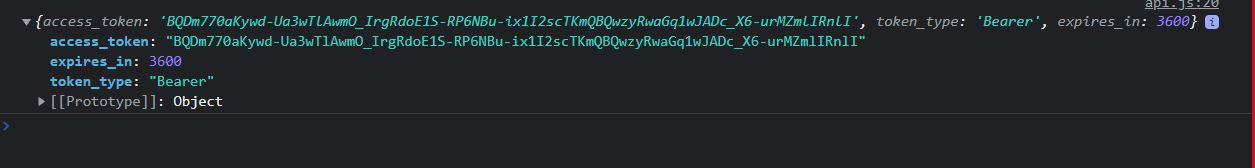 api.js:20
▼{access_token: 'BQDm770aKywd-Ua3wTlAwmO_IrgRdoE1S-RP6NBu-ix1I2scTKmQBQwzyRwaGq1wJADc_X6-urMZmlIRnlI', token_type: 'Bearer', expires_in: 3600} i
access_token: "BQDm770aKywd-Ua3wTlAwmO_IrgRdoE1S-RP6NBu-ix1I2scTKmQBQwzyRwaGq1wJADc_X6-urMZmlIRnlI"
expires_in: 3600
token_type: "Bearer"
▶[[Prototype]]: Object
>